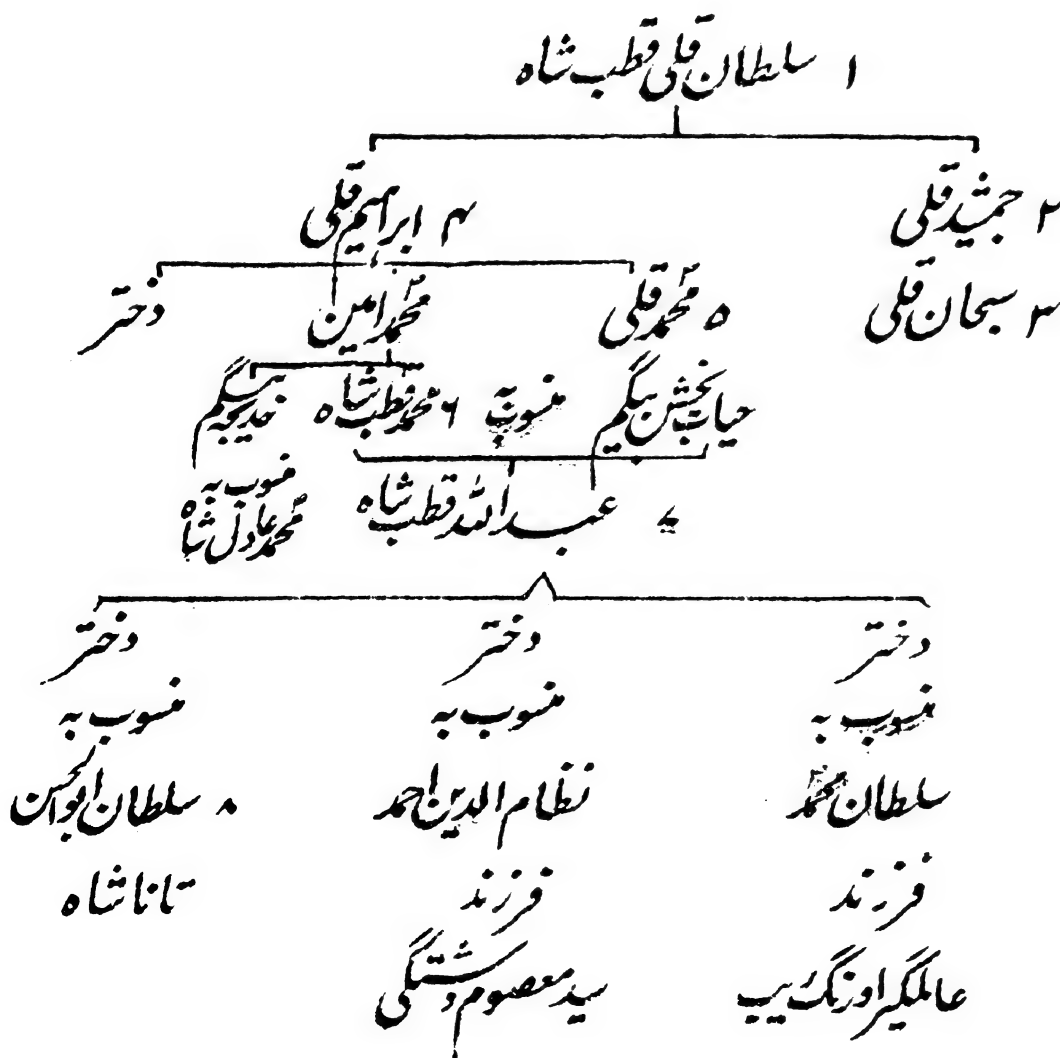 ۱ سلطان قلی قطب شاہ
۲ جمشید قلی ۴ ابراہیم قلی
۳ سبحان قلی ۵ محمد قلی محمد امین دختر
حیات بخش بیگم منسوب بہ ۶ محمد قطب شاہ خدیجہ بیگم
۷ عبد اللہ قطب شاہ منسوب بہ
محمد عادل شاہ
دختر دختر دختر
منسوب بہ منسوب بہ منسوب بہ
سلطان محمد نظام الدین احمد ۸ سلطان ابوالحسن
فرزند فرزند تانا شاہ
عالمگیر اورنگ زیب سید معصوم دشتکی